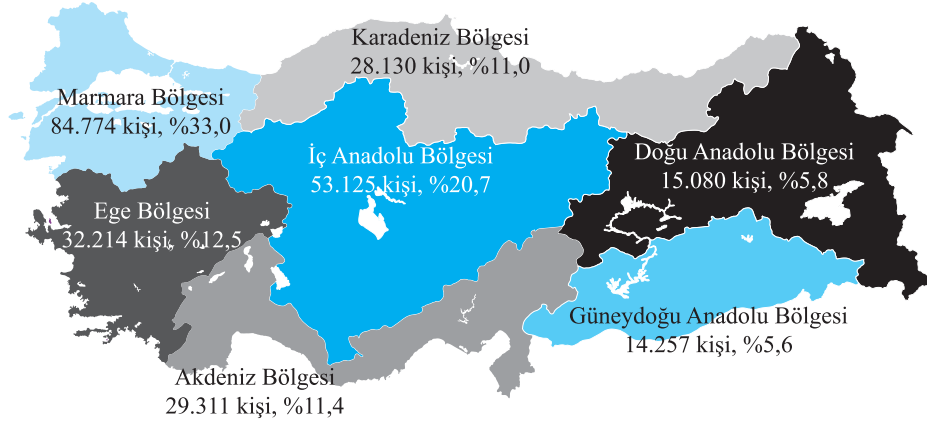 Karadeniz Bölgesi
28.130 kişi, %11,0
Marmara Bölgesi
84.774 kişi, %33,0
İç Anadolu Bölgesi
53.125 kişi, %20,7
Doğu Anadolu Bölgesi
15.080 kişi, %5,8
Ege Bölgesi
32.214 kişi, %12,5
Güneydoğu Anadolu Bölgesi
14.257 kişi, %5,6
Akdeniz Bölgesi
29.311 kişi, %11,4